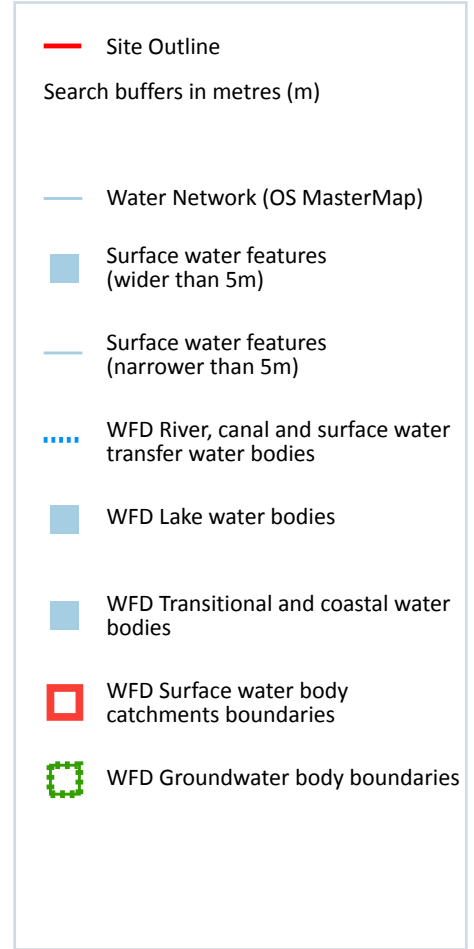 Site Outline
Search buffers in metres (m)
Water Network (OS MasterMap)
Surface water features
(wider than 5m)
Surface water features
(narrower than 5m)
WFD River, canal and surface water
transfer water bodies
WFD Lake water bodies
WFD Transitional and coastal water
bodies
WFD Surface water body
catchments boundaries
WFD Groundwater body boundaries